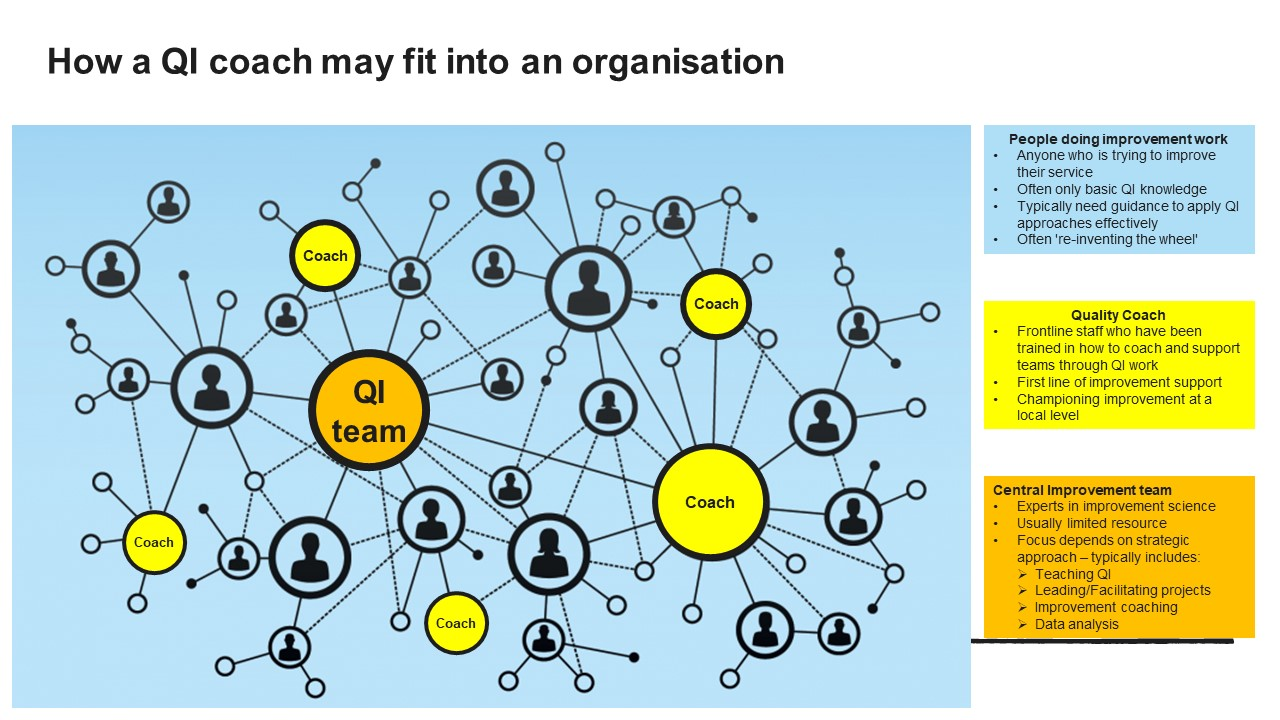 How a QI coach may fit into an organisation
Coach
Coach
QI
team
Coach
Coach
Coach
People doing improvement work
• Anyone who is trying to improve
their service
• Often only basic QI knowledge
• Typically need guidance to apply QI
approaches effectively
• Often 're-inventing the wheel'
Quality Coach
• Frontline staff who have been
trained in how to coach and support
teams through QI work
• First line of improvement support
• Championing improvement at a
local level
Central Improvement team
• Experts in improvement science
• Usually limited resource
• Focus depends on strategic
approach – typically includes:
➢ Teaching QI
➢ Leading/Facilitating projects
➢ Improvement coaching
➢ Data analysis